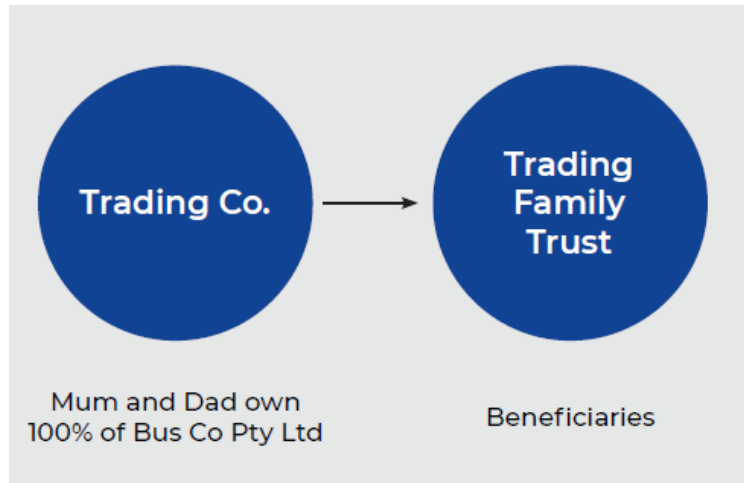 Trading Co.
Trading
Family
Trust
Mum and Dad own
100% of Bus Co Pty Ltd
Beneficiaries